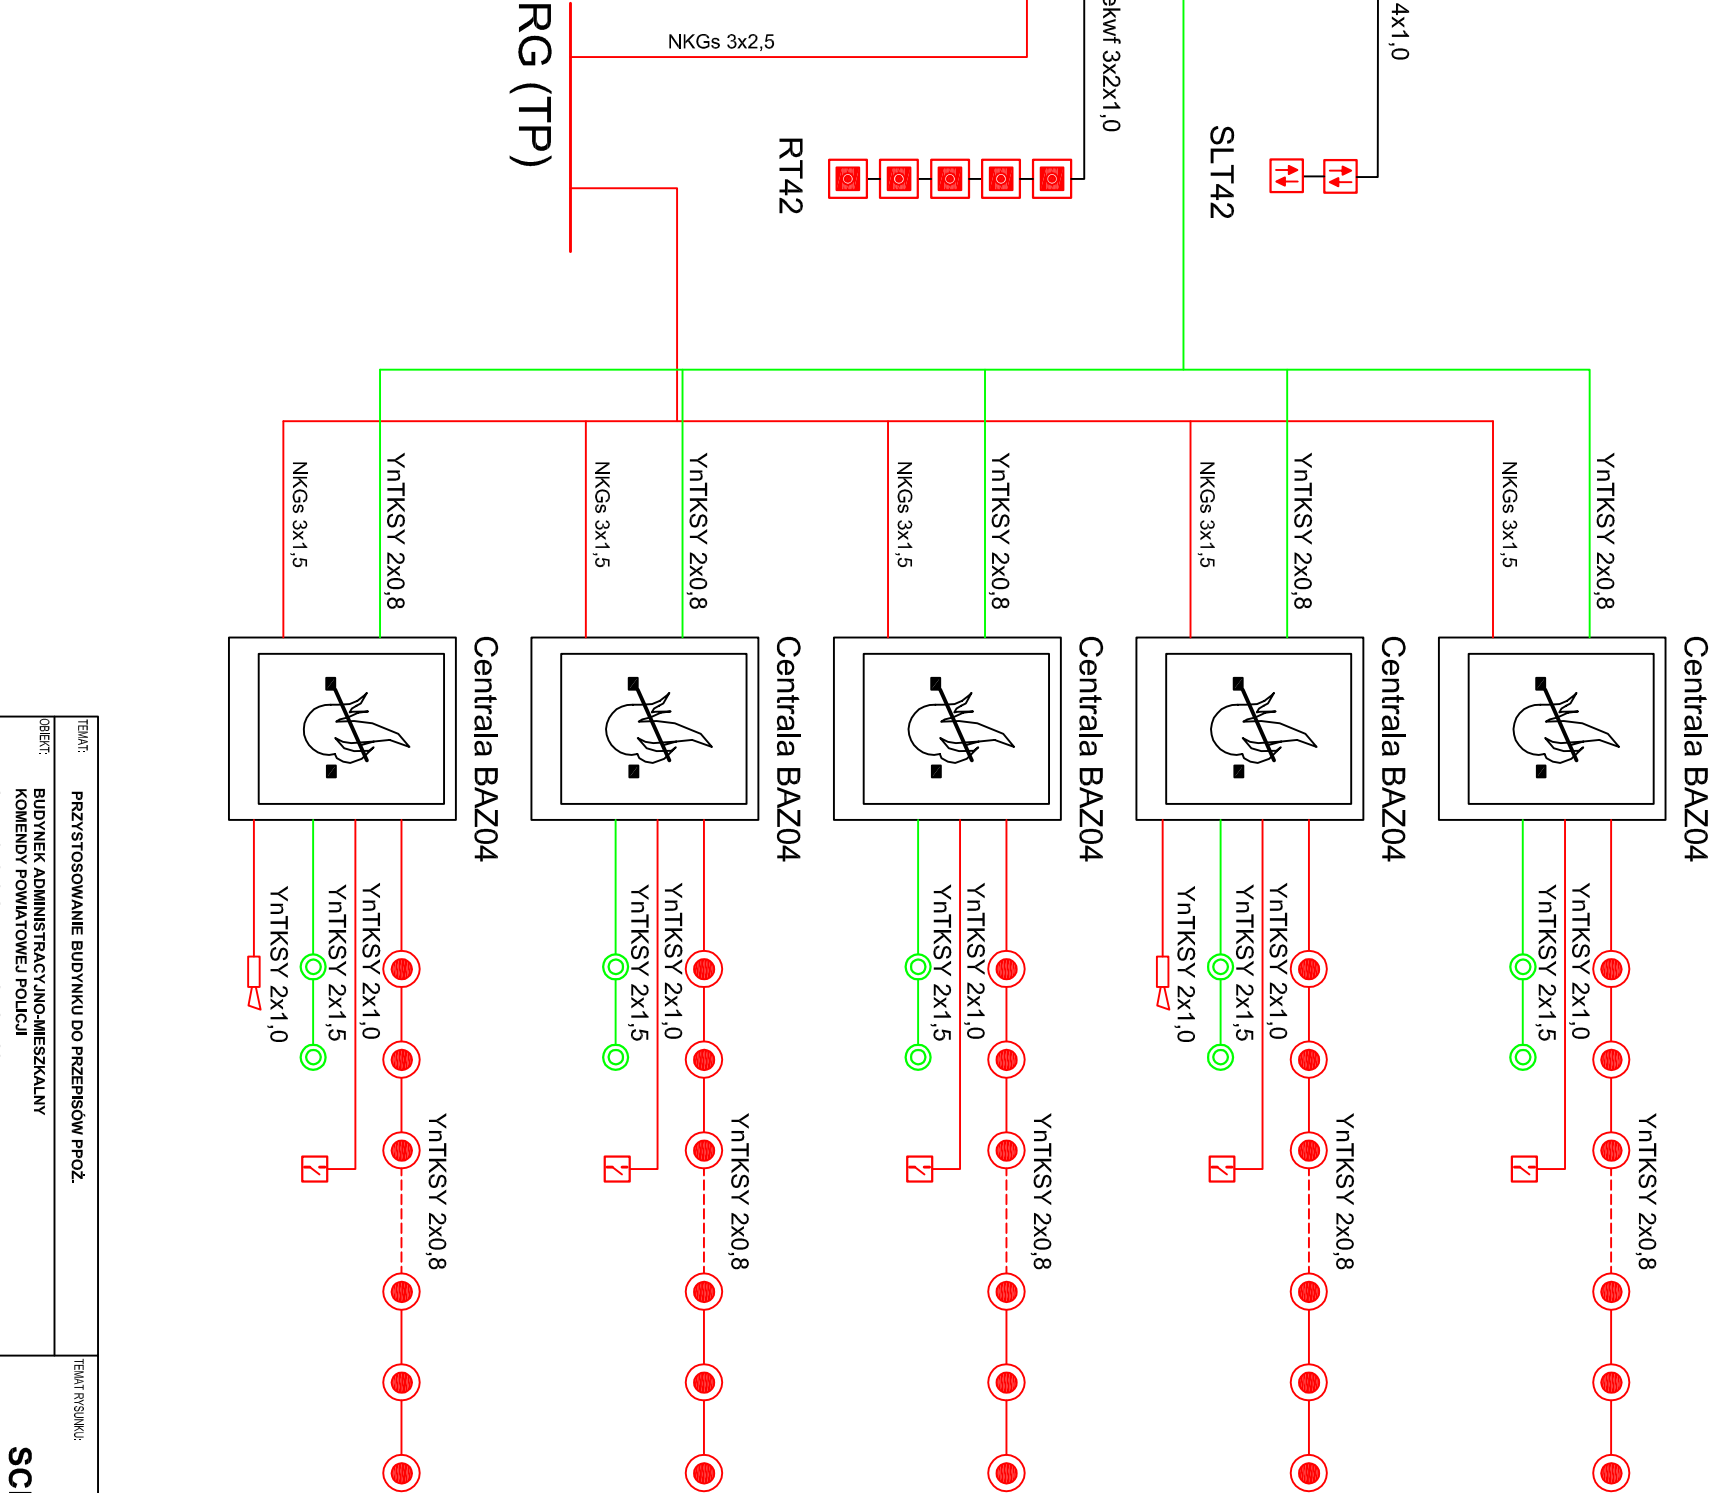 4x1,0
SLT42
ekwf 3x2x1,0
RT42
NKGs 3x2,5
RG (TP)
YnTKSY 2x0,8
NKGs 3x1,5
YnTKSY 2x0,8
NKGs 3x1,5
YnTKSY 2x0,8
NKGs 3x1,5
YnTKSY 2x0,8
NKGs 3x1,5
YnTKSY 2x0,8
NKGs 3x1,5
Centrala BAZ04
Centrala BAZ04
Centrala BAZ04
Centrala BAZ04
Centrala BAZ04
YnTKSY 2x0,8
YnTKSY 2x1,0
YnTKSY 2x1,5
YnTKSY 2x0,8
YnTKSY 2x1,0
YnTKSY 2x1,5
YnTKSY 2x1,0
YnTKSY 2x0,8
YnTKSY 2x1,0
YnTKSY 2x1,5
YnTKSY 2x0,8
YnTKSY 2x1,0
YnTKSY 2x1,5
YnTKSY 2x0,8
YnTKSY 2x1,0
YnTKSY 2x1,5
YnTKSY 2x1,0
TEMAT:
PRZYSTOSOWANIE BUDYNKU DO PRZEPISÓW PPOŻ.
OBIEKT:
BUDYNEK ADMINISTRACYJNO-MIESZKALNY
KOMENDY POWIATOWEJ POLICJI
TEMAT RYSUNKU:
SC